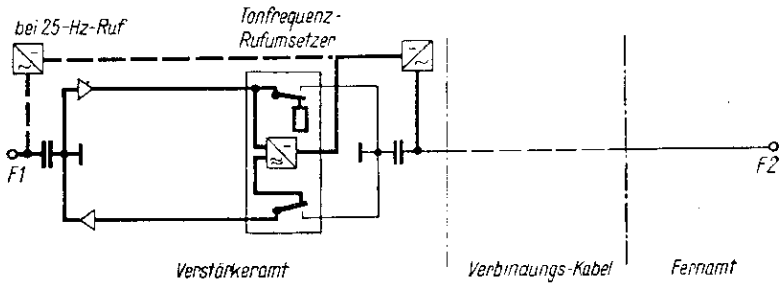 bei 25-Hz-Ruf
Tonfrequenz-
Rufumsetzer
F1
F2
Verstärkeramt
Verbindungs-Kabel
Fernamt